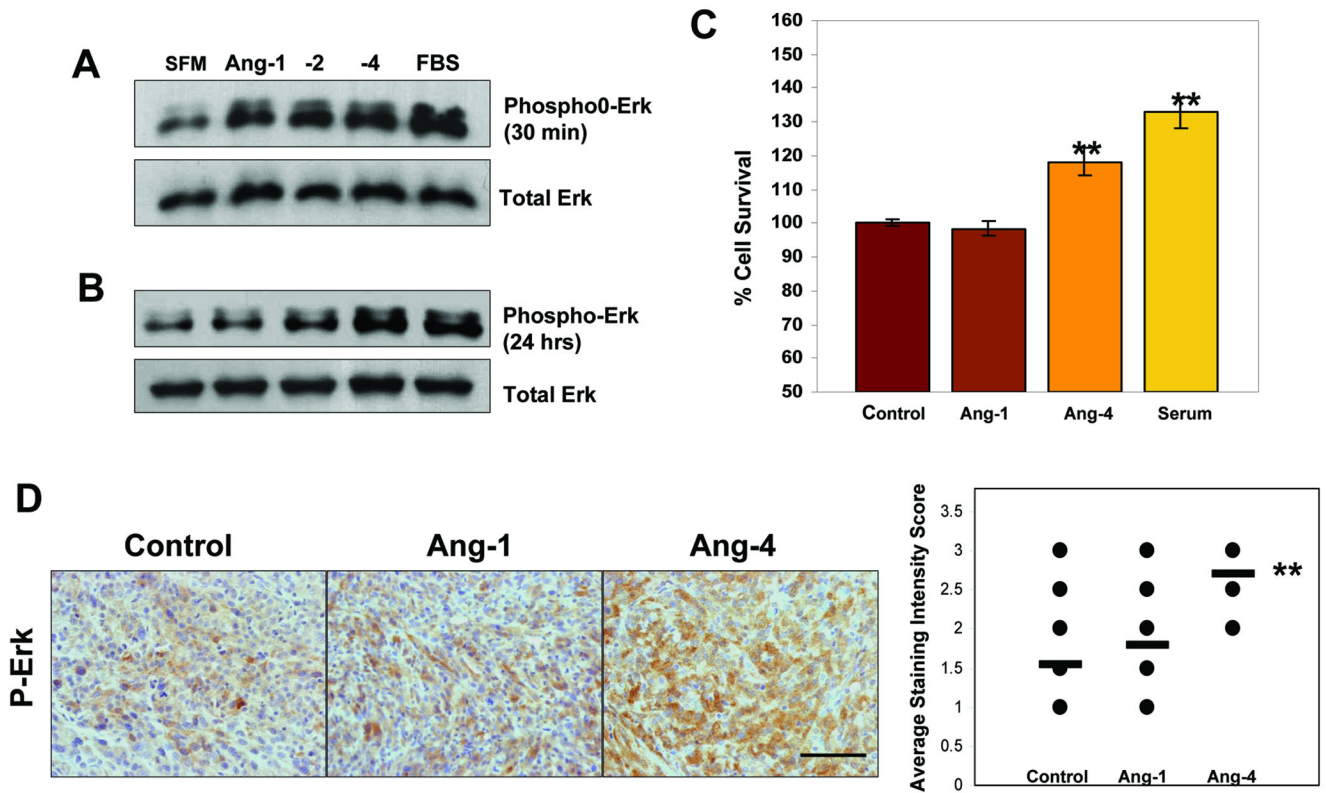 A
SFM Ang-1 -2 -4 FBS
Phospho0-Erk
(30 min)
Total Erk
B
Phospho-Erk
(24 hrs)
Total Erk
C
% Cell Survival
160
150
140
130
120
110
100
90
80
70
60
50
**
**
Control Ang-1 Ang-4 Serum
D
Control Ang-1 Ang-4
P-Erk
Average Staining Intensity Score
3.5
3
2.5
2
1.5
1
0.5
0
**
Control Ang-1 Ang-4